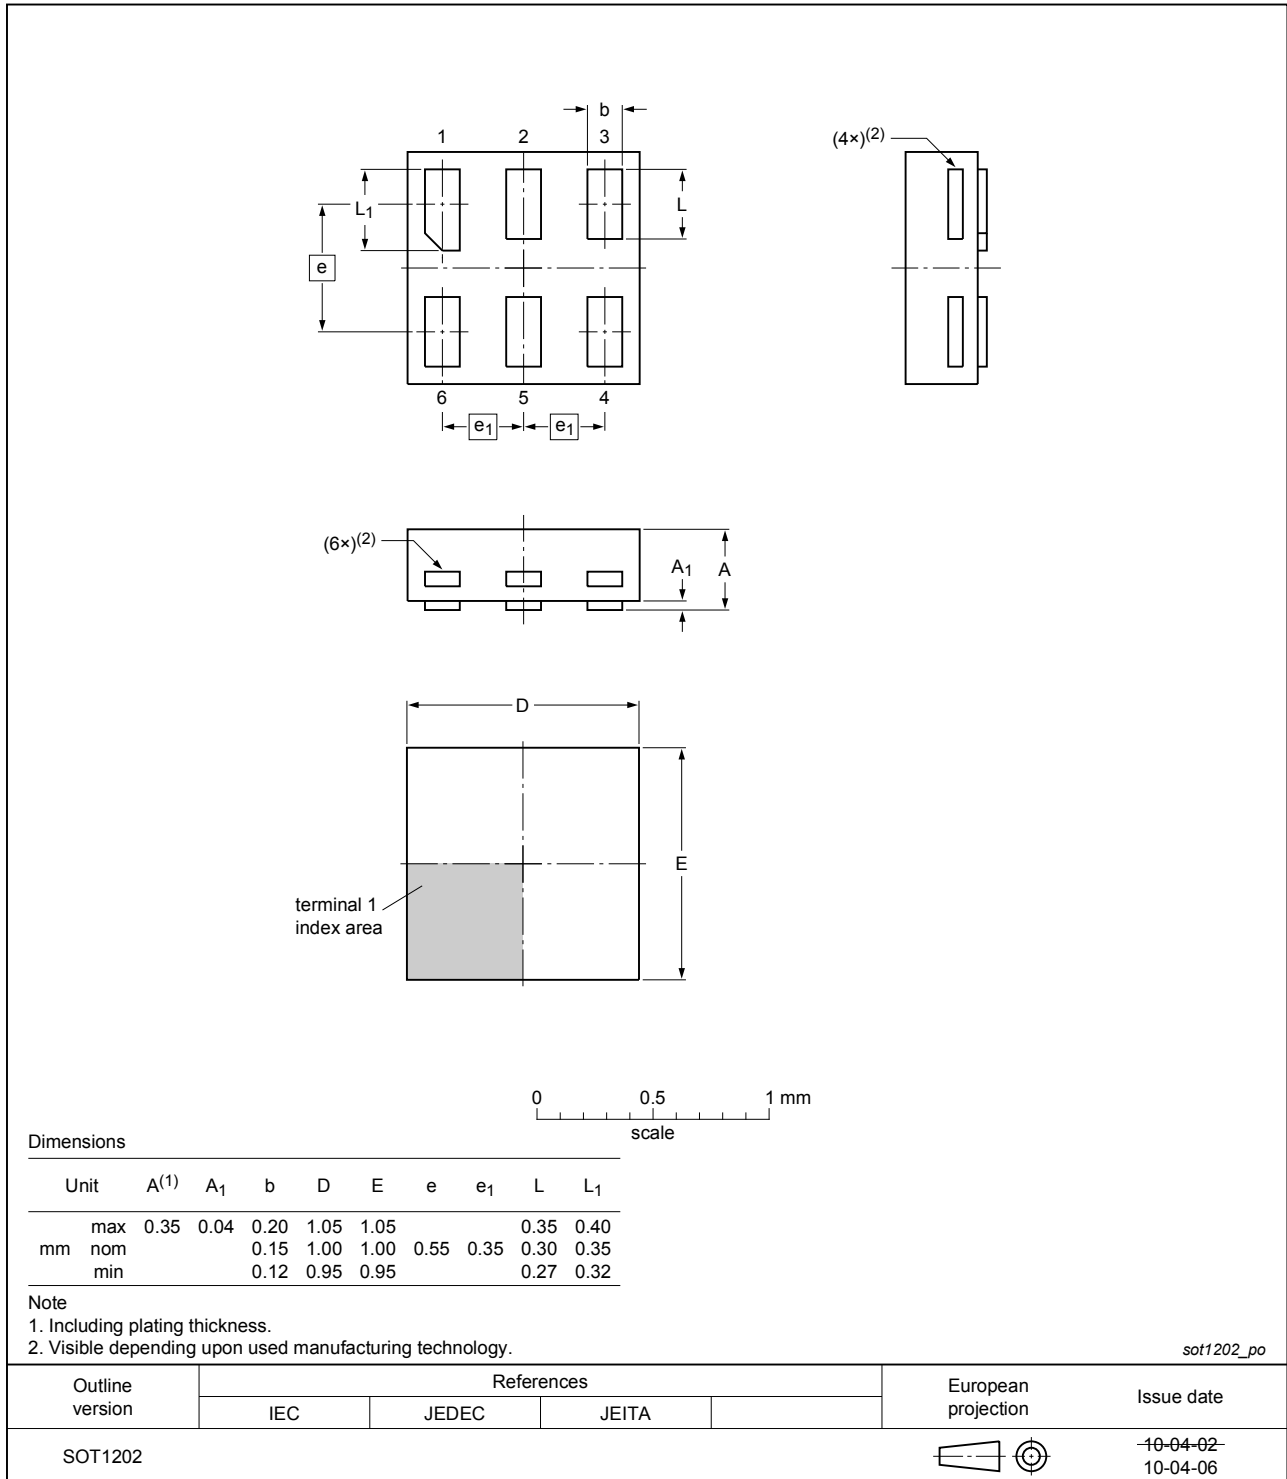 b
1 2 3
(4×)(2)
L1
L
e
6 5 4
e1 e1
(6×)(2)
A1 A
D
E
terminal 1
index area
0 0.5 1 mm
scale
Dimensions
Unit A(1) A1 b D E e e1 L L1
max 0.35 0.04 0.20 1.05 1.05 0.35 0.40
mm nom 0.15 1.00 1.00 0.55 0.35 0.30 0.35
min 0.12 0.95 0.95 0.27 0.32
Note
1. Including plating thickness.
2. Visible depending upon used manufacturing technology.
sot1202_po
Outline
version
References
IEC JEDEC JEITA
European
projection
Issue date
SOT1202
10-04-02
10-04-06